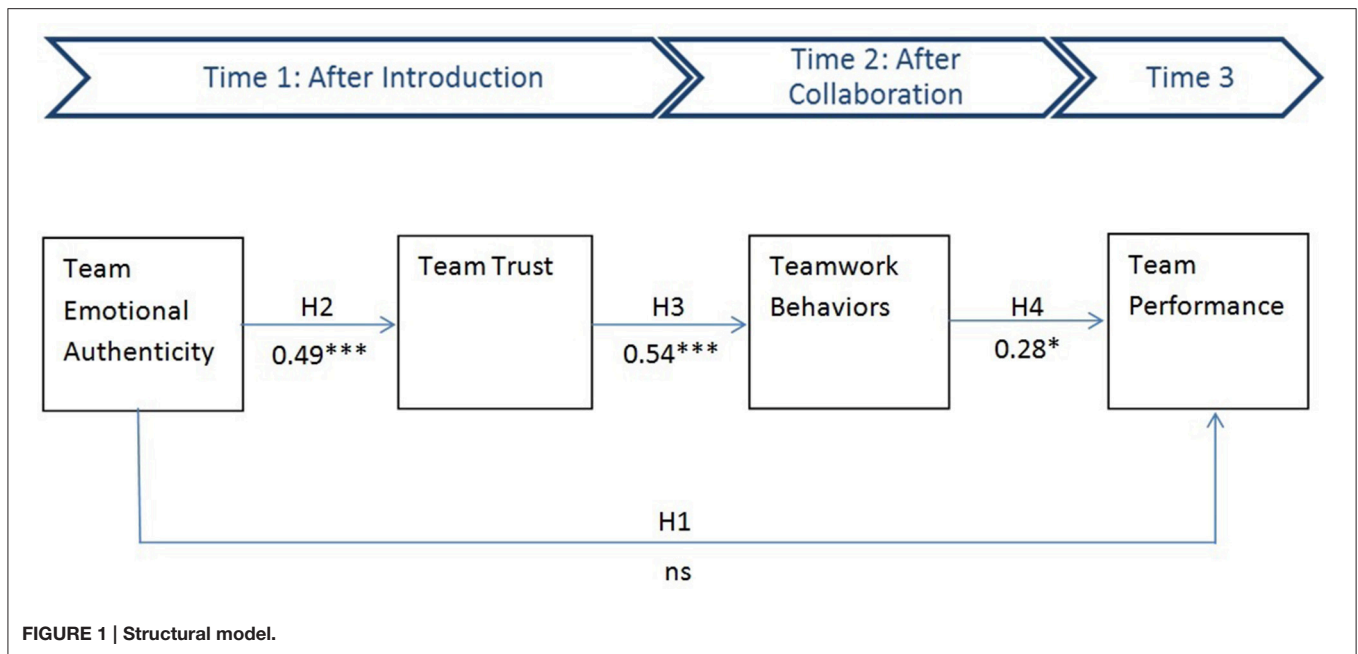 Time 1: After Introduction
Time 2: After
Collaboration
Time 3
Team
Emotional
Authenticity
H2
0.49***
Team Trust
H3
0.54***
Teamwork
Behaviors
H4
0.28*
Team
Performance
H1
ns
FIGURE 1 | Structural model.